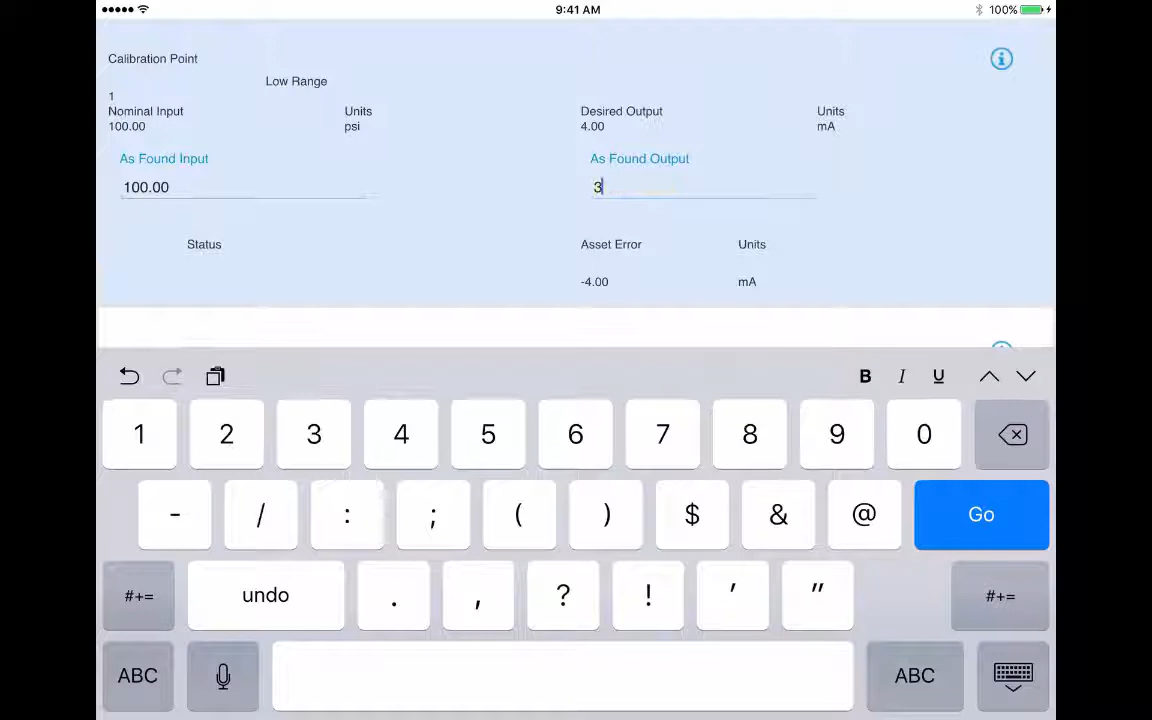 9:41 AM 100%
Calibration Point
Low Range
1
Nominal Input Units Desired Output Units
100.00 psi 4.00 mA
As Found Input As Found Output
100.00 3
Status Asset Error Units
-4.00 mA
B I U
1 2 3 4 5 6 7 8 9 0
- / : ; ( ) $ & @ Go
#+= undo . , ? ! ' " #+=
ABC ABC